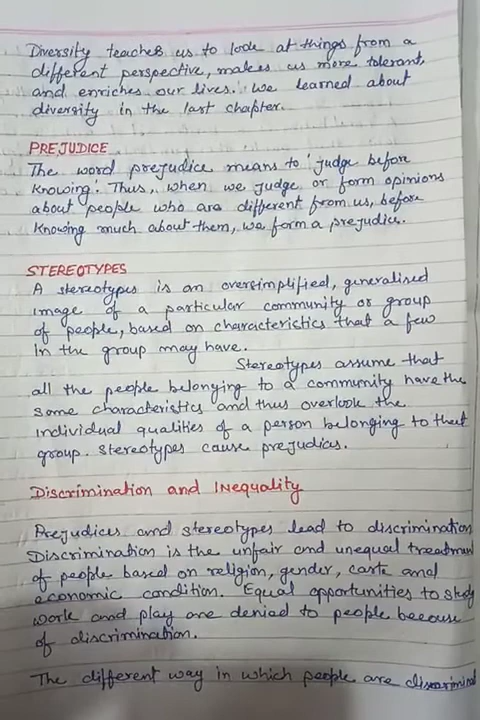 Diversity teaches us to look at things from a
different perspective, makes us more tolerant,
and enriches our lives. We learned about
diversity in the last chapter.
PREJUDICE
The word prejudice means to 'judge before
knowing'. Thus, when we judge or form opinions
about people who are different from us, before
knowing much about them, we form a prejudice.
STEREOTYPES
A stereotypes is an oversimplified, generalised
image of a particular community or group
of people, based on characteristics that a few
in the group may have.
Stereotypes assume that
all the people belonging to a community have the
same characteristics and thus overlook the
individual qualities of a person belonging to that
group. Stereotypes cause prejudices.
Discrimination and Inequality
Prejudices and stereotypes lead to discrimination
Discrimination is the unfair and unequal treatment
of people based on religion, gender, caste and
economic condition. Equal opportunities to study
work and play are denied to people because
of discrimination.
The different way in which people are discriminat